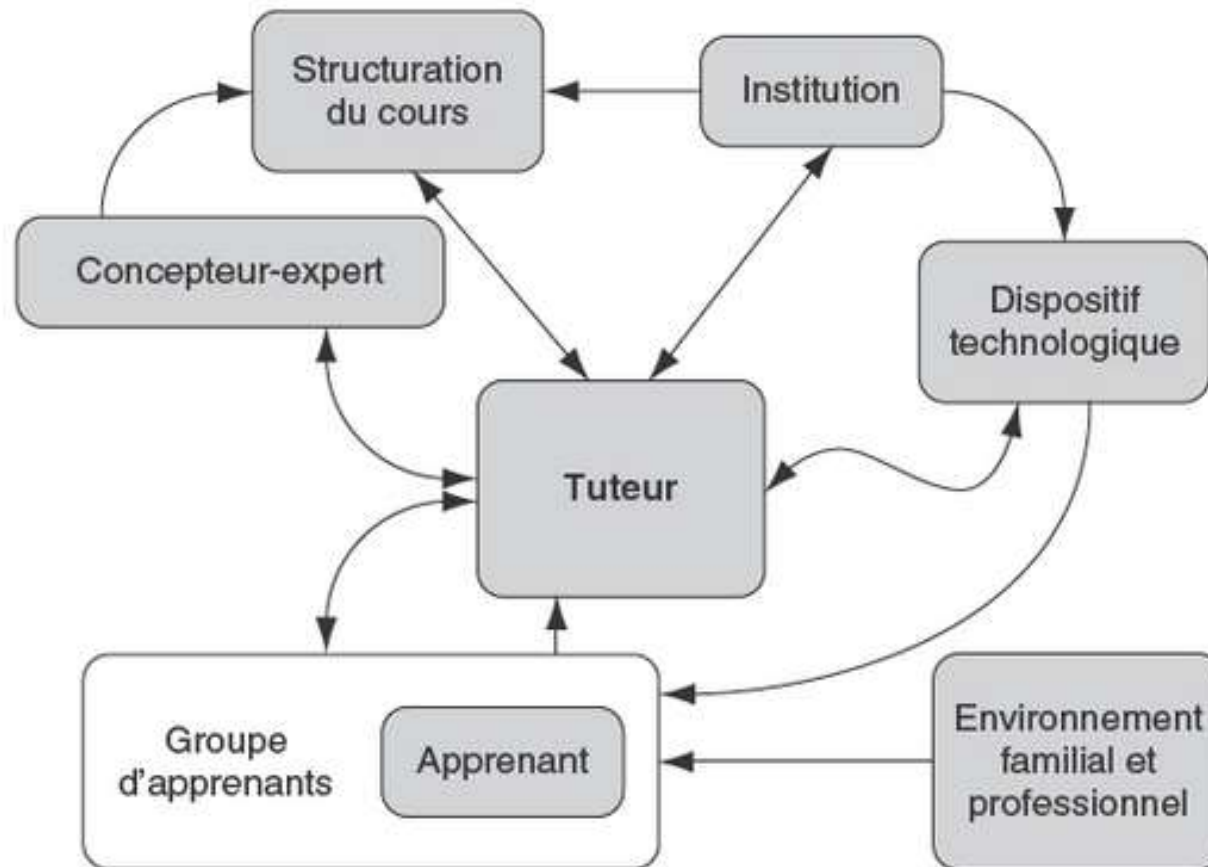 Structuration
du cours
Institution
Concepteur-expert
Dispositif
technologique
Tuteur
Groupe
d'apprenants
Apprenant
Environnement
familial et
professionnel